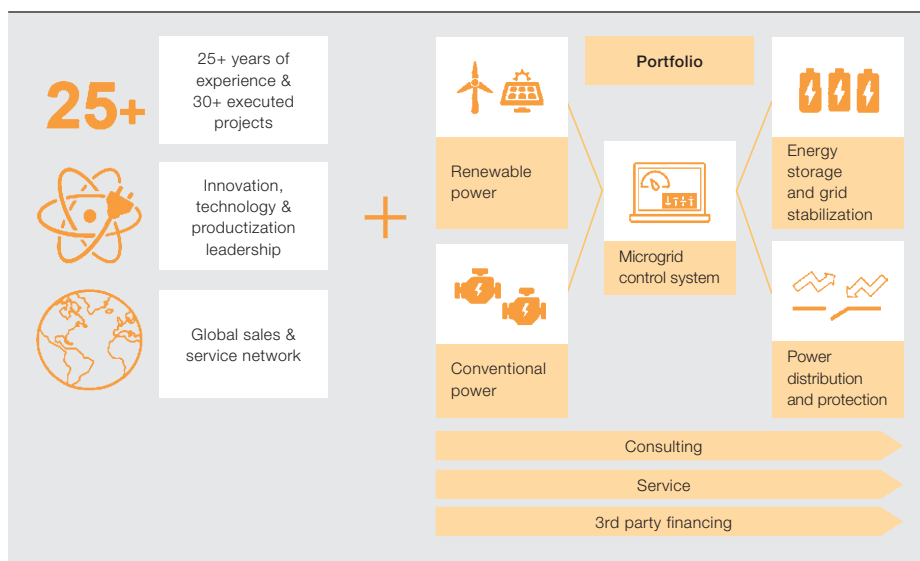 25+
25+ years of
experience &
30+ executed
projects
Innovation,
technology &
productization
leadership
Global sales &
service network
+
Portfolio
Renewable
power
Conventional
power
Microgrid
control system
Energy
storage
and grid
stabilization
Power
distribution
and protection
Consulting
Service
3rd party financing